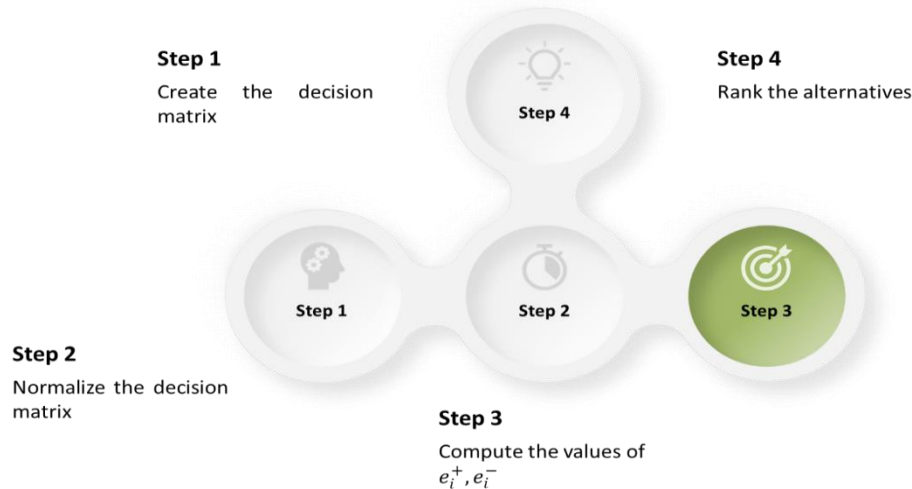 Step 1
Create the decision
matrix
Step 4
Step 4
Rank the alternatives
Step 1
Step 2
Step 3
Step 2
Normalize the decision
matrix
Step 3
Compute the values of
$e_i^+, e_i^-$